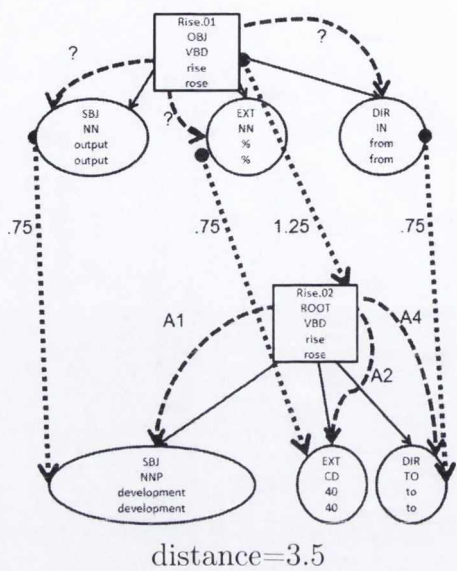 Rise.01
OBJ
VBD
rise
rose
?
?
?
SBJ
NN
output
output
EXT
NN
%
%
DIR
IN
from
from
.75
.75
1.25
.75
Rise.02
ROOT
VBD
rise
rose
A1
A4
A2
SBJ
NNP
development
development
EXT
CD
40
40
DIR
TO
to
to
distance=3.5